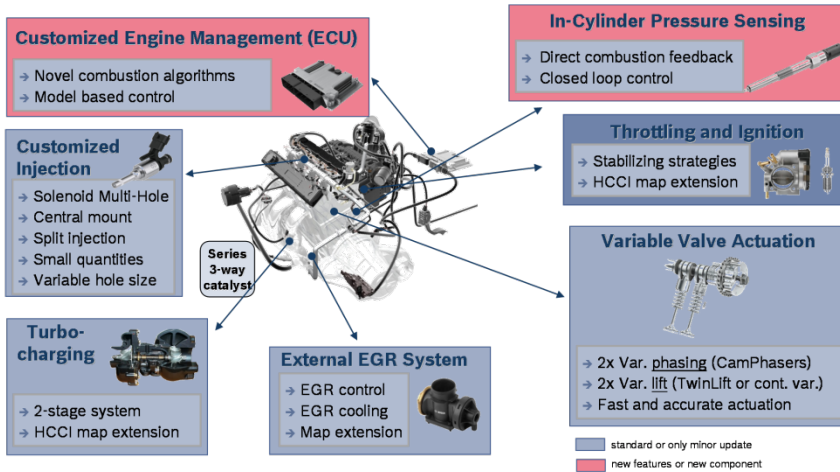 Customized Engine Management (ECU)
Novel combustion algorithms
Model based control
In-Cylinder Pressure Sensing
Direct combustion feedback
Closed loop control
Customized
Injection
Solenoid Multi-Hole
Central mount
Split injection
Small quantities
Variable hole size
Throttling and Ignition
Stabilizing strategies
HCCI map extension
Series
3-way
catalyst
Variable Valve Actuation
2x Var. phasing (CamPhasers)
2x Var. lift (TwinLift or cont. var.)
Fast and accurate actuation
Turbo-
charging
2-stage system
HCCI map extension
External EGR System
EGR control
EGR cooling
Map extension
standard or only minor update
new features or new component